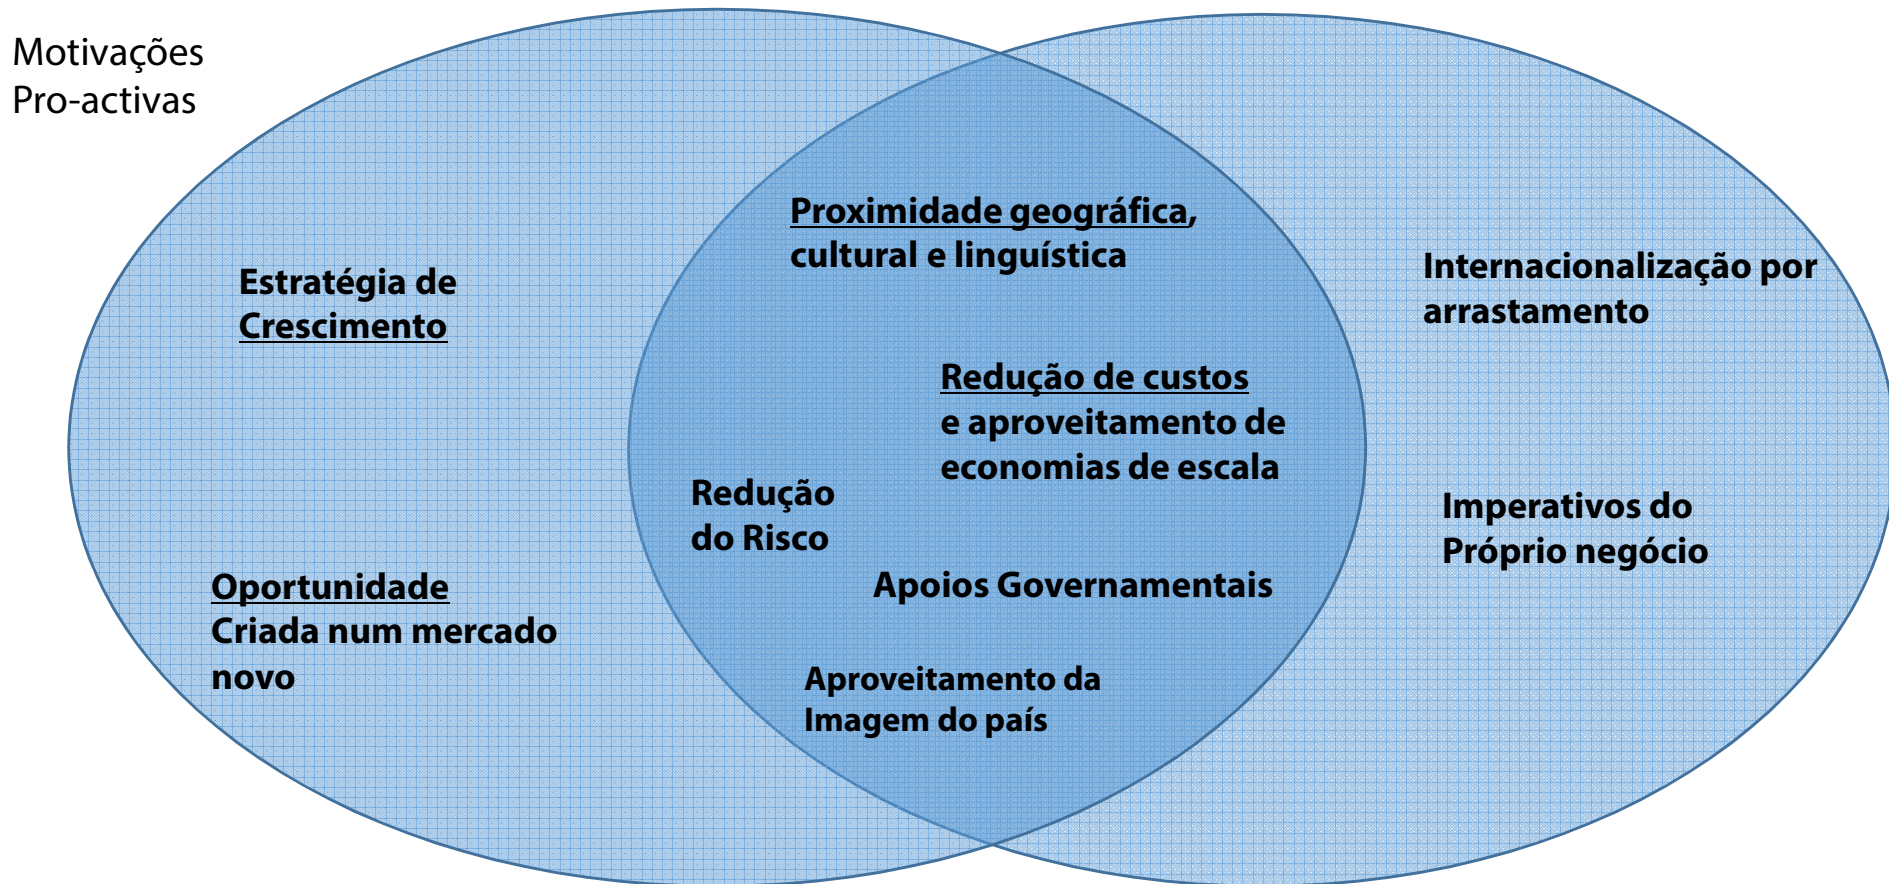 Motivações
Pro-activas
Estratégia de
Crescimento
Oportunidade
Criada num mercado
novo
Proximidade geográfica,
cultural e linguística
Redução de custos
e aproveitamento de
economias de escala
Redução
do Risco
Apoios Governamentais
Aproveitamento da
Imagem do país
Internacionalização por
arrastamento
Imperativos do
Próprio negócio